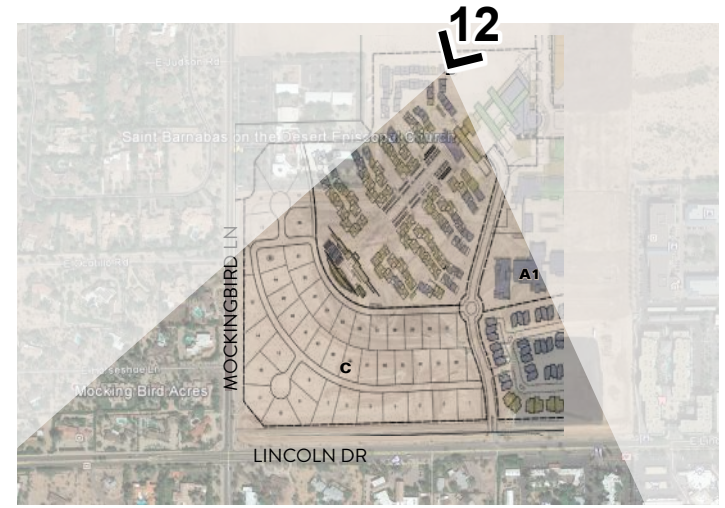 12
E Judson Rd
Saint Barnabas on the Desert Episcopal Church
MOCKINGBIRD LN
A1
C
Mocking Bird Acres
LINCOLN DR